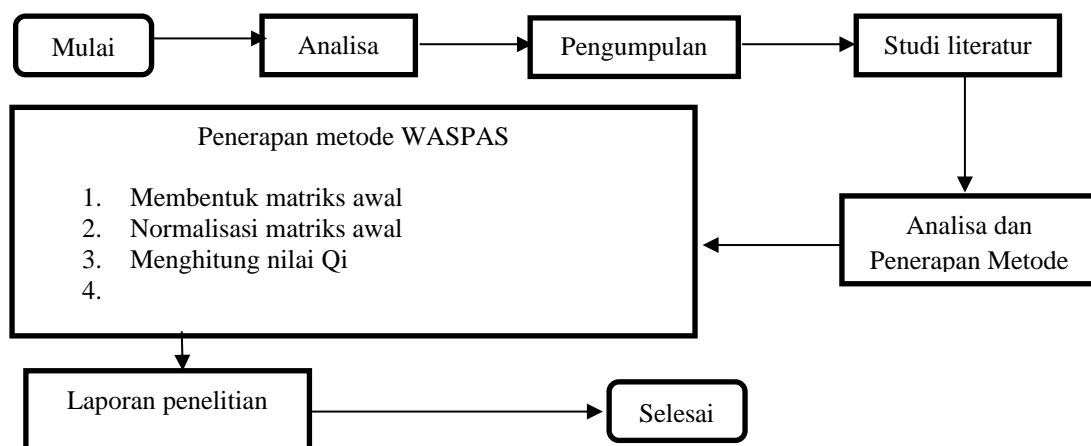 Mulai
Analisa
Pengumpulan
Studi literatur
Analisa dan
Penerapan Metode
Penerapan metode WASPAS
1. Membentuk matriks awal
2. Normalisasi matriks awal
3. Menghitung nilai Qi
4.
Laporan penelitian
Selesai